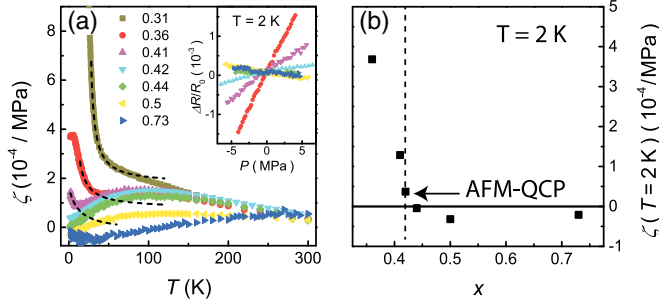 (a)
0.31
0.36
0.41
0.42
0.44
0.5
0.73
T = 2 K
ΔR/R0 (10-3)
1
0
-1
-5 0 5
P (MPa)
ζ (10-4 / MPa)
8
6
4
2
0
0 100 200 300
T (K)
(b)
T = 2 K
AFM-QCP
ζ (T = 2 K) (10-4/MPa)
5
4
3
2
1
0
-1
0.4 0.5 0.6 0.7
x